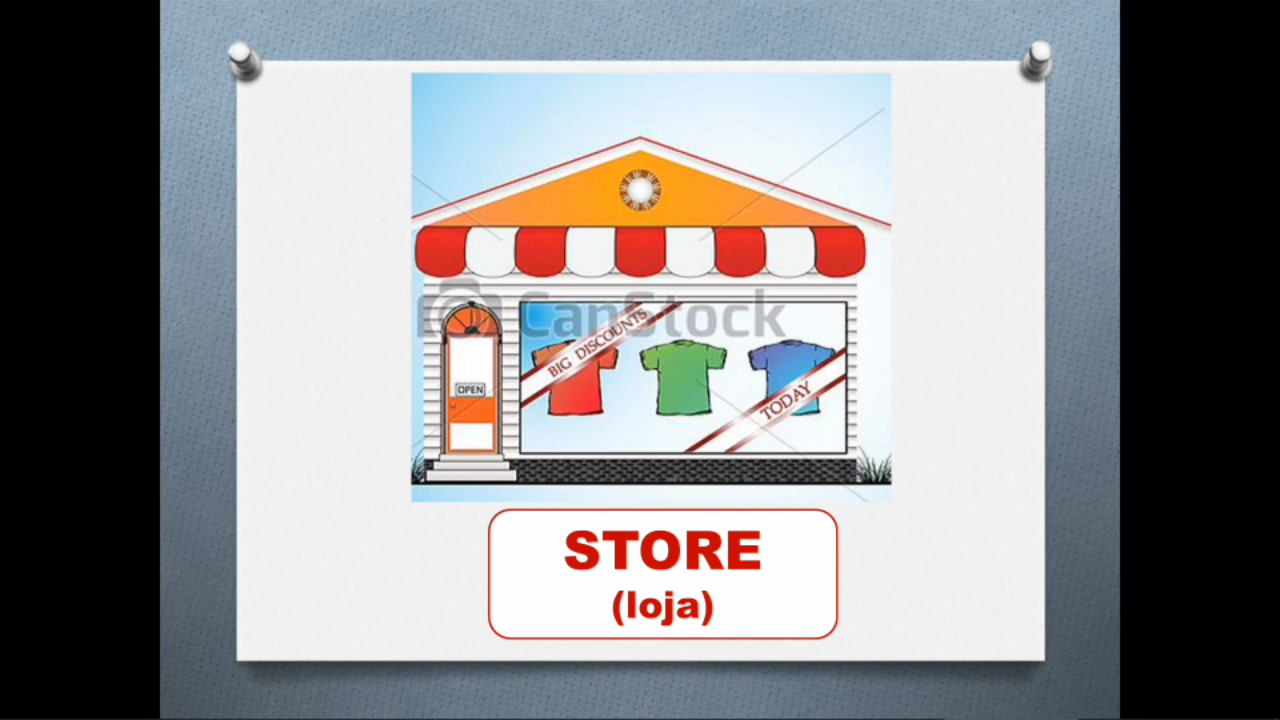 CanStock
BIG DISCOUNTS
OPEN
TODAY
STORE
(loja)